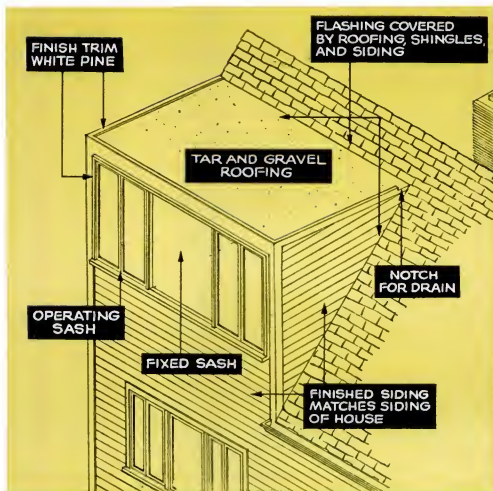 FINISH TRIM
WHITE PINE
FLASHING COVERED
BY ROOFING, SHINGLES,
AND SIDING
TAR AND GRAVEL
ROOFING
NOTCH
FOR DRAIN
OPERATING
SASH
FIXED SASH
FINISHED SIDING
MATCHES SIDING
OF HOUSE